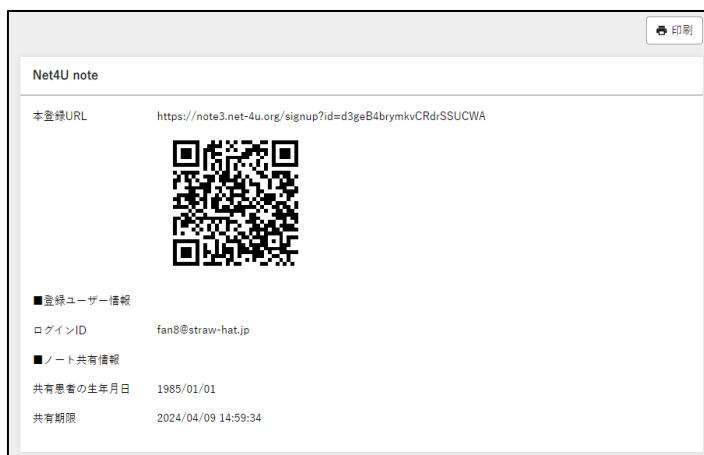 印刷
Net4U note
本登録URL https://note3.net-4u.org/signup?id=d3geB4brymkvCRdrSSUCWA
■登録ユーザー情報
ログインID fan8@straw-hat.jp
■ノート共有情報
共有患者の生年月日 1985/01/01
共有期限 2024/04/09 14:59:34